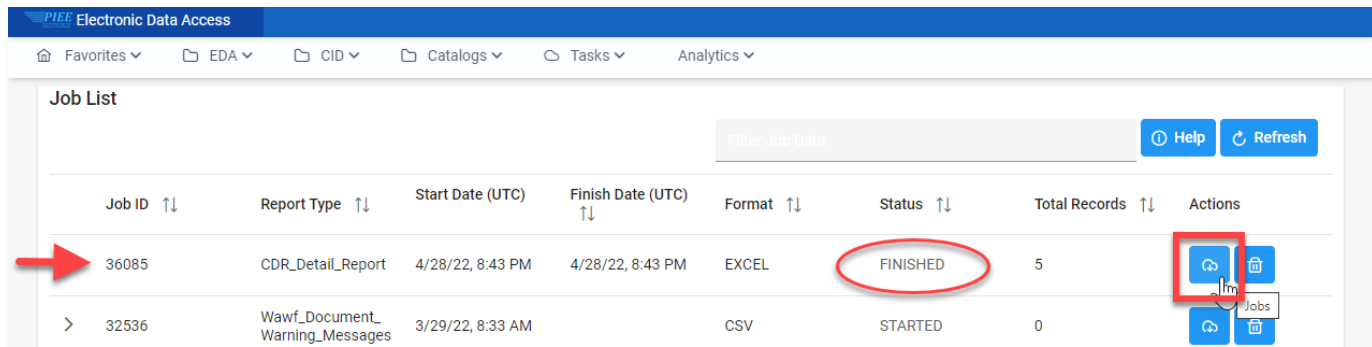 PIEE Electronic Data Access
Favorites EDA CID Catalogs Tasks Analytics
Job List
Filter Job Data Help Refresh
Job ID Report Type Start Date (UTC) Finish Date (UTC) Format Status Total Records Actions
36085 CDR_Detail_Report 4/28/22, 8:43 PM 4/28/22, 8:43 PM EXCEL FINISHED 5
Jobs
32536 Wawf_Document_ 3/29/22, 8:33 AM CSV STARTED 0
Warning_Messages